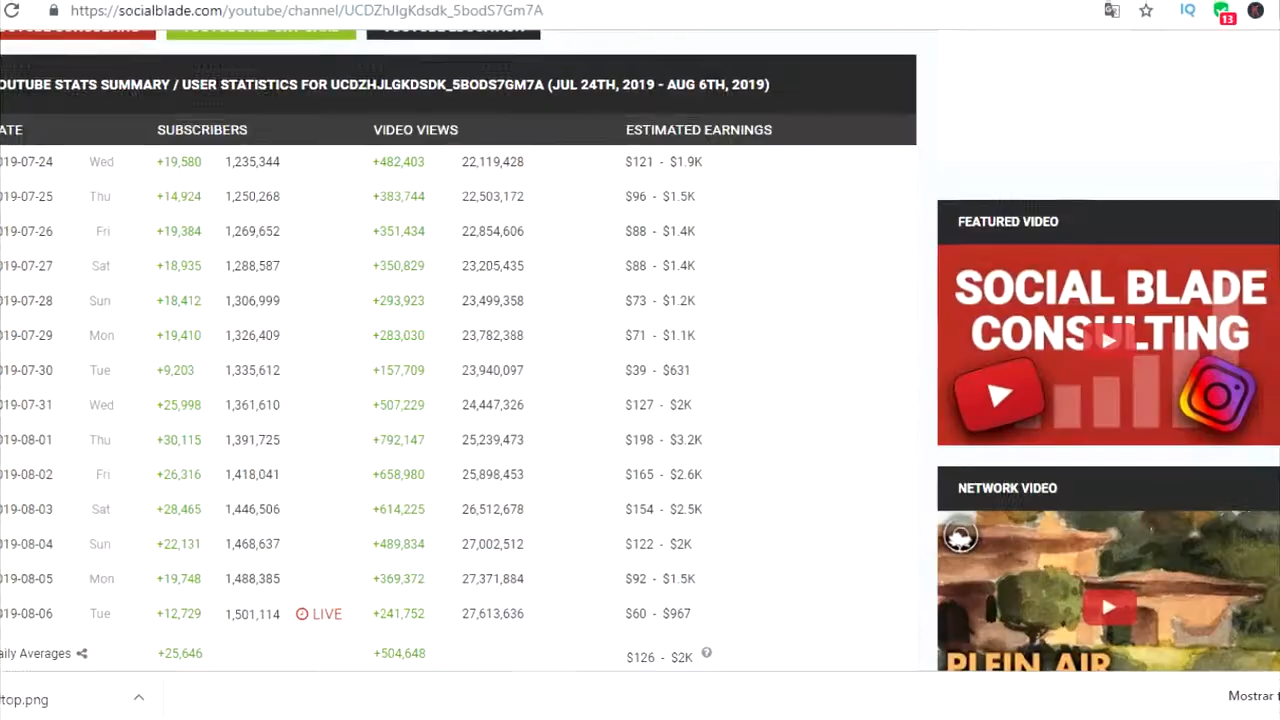 https://socialblade.com/youtube/channel/UCDZhJlgKdsdk_5bodS7Gm7A
13
OUTUBE STATS SUMMARY / USER STATISTICS FOR UCDZHJLGKDSDK_5BODS7GM7A (JUL 24TH, 2019 - AUG 6TH, 2019)
ATE SUBSCRIBERS VIDEO VIEWS ESTIMATED EARNINGS
019-07-24 Wed +19,580 1,235,344 +482,403 22,119,428 $121 - $1.9K
019-07-25 Thu +14,924 1,250,268 +383,744 22,503,172 $96 - $1.5K
019-07-26 Fri +19,384 1,269,652 +351,434 22,854,606 $88 - $1.4K
019-07-27 Sat +18,935 1,288,587 +350,829 23,205,435 $88 - $1.4K
019-07-28 Sun +18,412 1,306,999 +293,923 23,499,358 $73 - $1.2K
019-07-29 Mon +19,410 1,326,409 +283,030 23,782,388 $71 - $1.1K
019-07-30 Tue +9,203 1,335,612 +157,709 23,940,097 $39 - $631
019-07-31 Wed +25,998 1,361,610 +507,229 24,447,326 $127 - $2K
019-08-01 Thu +30,115 1,391,725 +792,147 25,239,473 $198 - $3.2K
019-08-02 Fri +26,316 1,418,041 +658,980 25,898,453 $165 - $2.6K
019-08-03 Sat +28,465 1,446,506 +614,225 26,512,678 $154 - $2.5K
019-08-04 Sun +22,131 1,468,637 +489,834 27,002,512 $122 - $2K
019-08-05 Mon +19,748 1,488,385 +369,372 27,371,884 $92 - $1.5K
019-08-06 Tue +12,729 1,501,114 LIVE +241,752 27,613,636 $60 - $967
aily Averages +25,646 +504,648 $126 - $2K
FEATURED VIDEO
SOCIAL BLADE
CONSULTING
NETWORK VIDEO
PLEIN AIR
top.png
Mostrar t